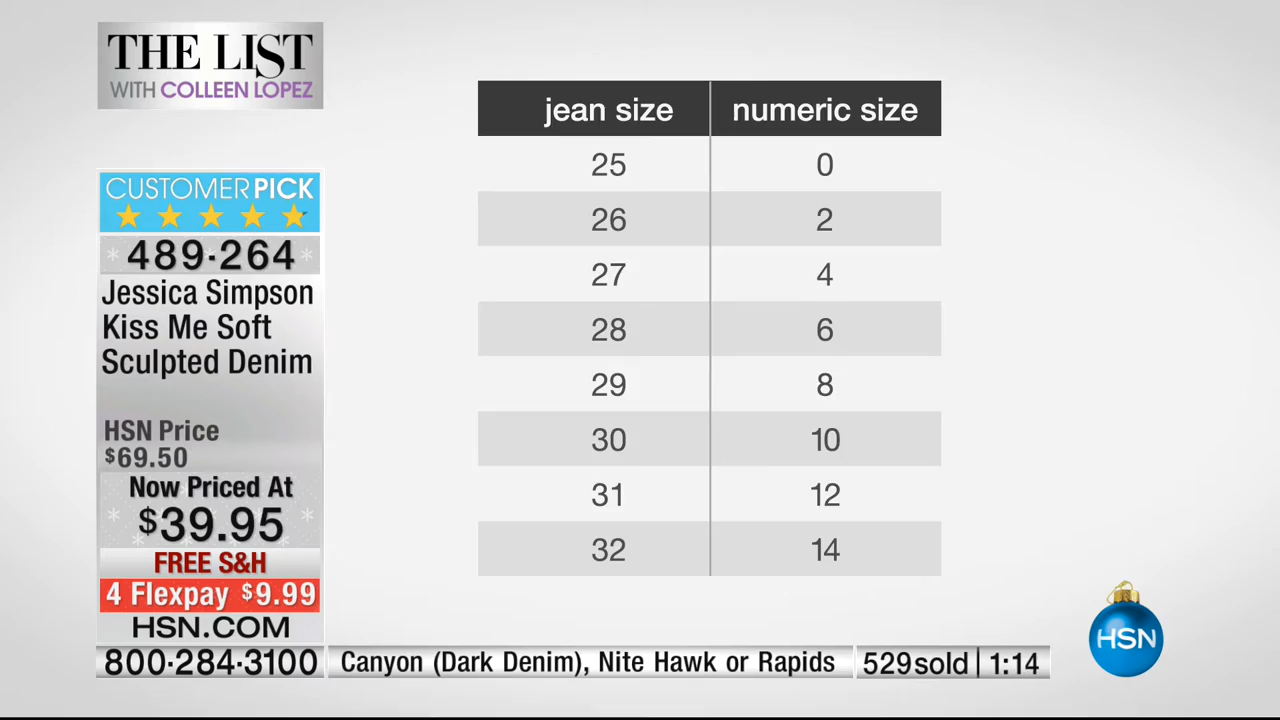 THE LIST
WITH COLLEEN LOPEZ
CUSTOMER PICK
489·264
Jessica Simpson
Kiss Me Soft
Sculpted Denim
HSN Price
$69.50
Now Priced At
$39.95
FREE S&H
4 Flexpay $9.99
HSN.COM
800·284·3100
jean size numeric size
25 0
26 2
27 4
28 6
29 8
30 10
31 12
32 14
HSN
Canyon (Dark Denim), Nite Hawk or Rapids
529 sold | 1:14